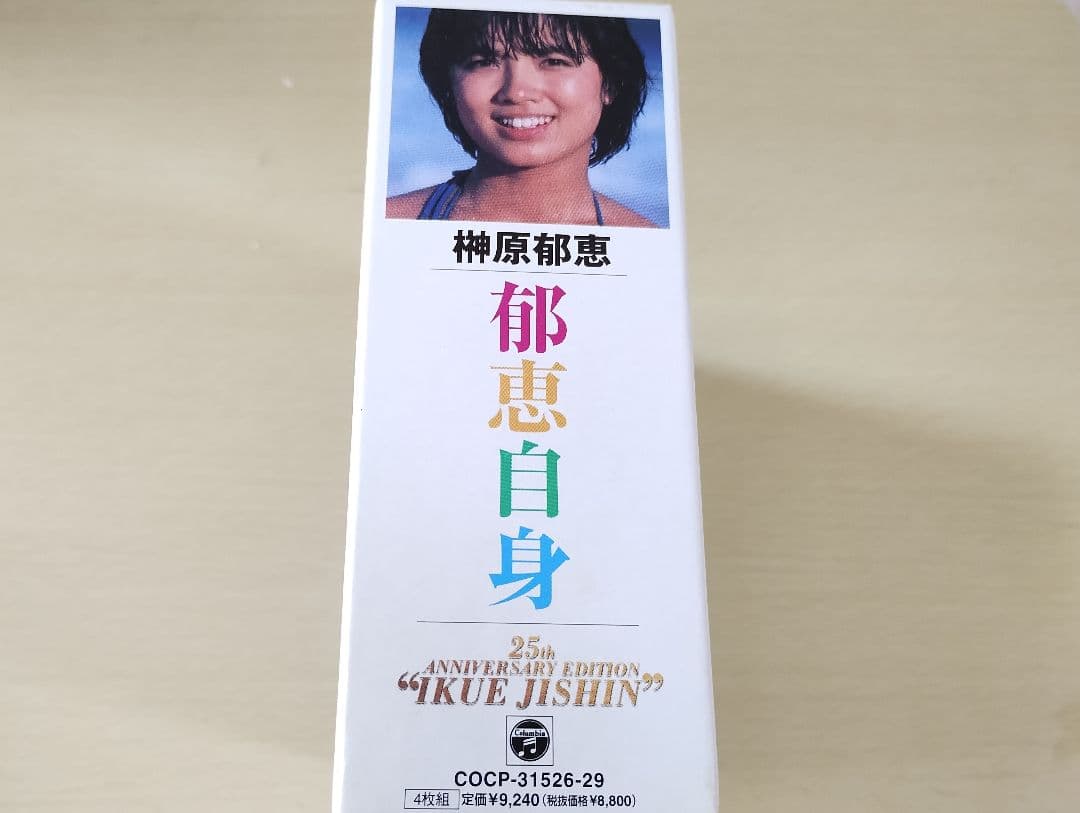 榊原郁恵
郁恵自身
25th
ANNIVERSARY EDITION
“IKUE JISHIN”
Columbia
COCP-31526-29
4枚組 定価¥9,240(税抜価格¥8,800)